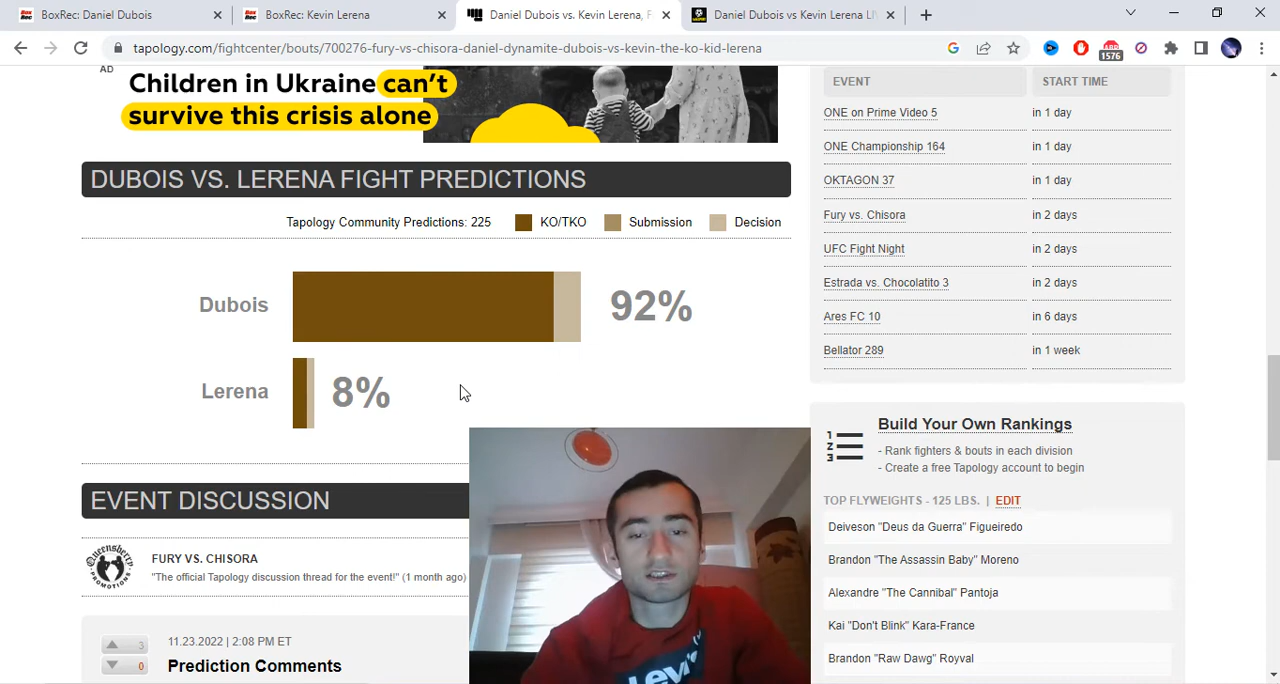 BoxRec: Daniel Dubois
BoxRec: Kevin Lerena
Daniel Dubois vs. Kevin Lerena, F
Daniel Dubois vs Kevin Lerena LI
tapology.com/fightcenter/bouts/700276-fury-vs-chisora-daniel-dynamite-dubois-vs-kevin-the-ko-kid-lerena
1576
AD
Children in Ukraine can't
survive this crisis alone
DUBOIS VS. LERENA FIGHT PREDICTIONS
Tapology Community Predictions: 225 KO/TKO Submission Decision
Dubois 92%
Lerena 8%
EVENT DISCUSSION
Queensberry
PROMOTIONS
FURY VS. CHISORA
"The official Tapology discussion thread for the event!" (1 month ago)
3
0
11.23.2022 | 2:08 PM ET
Prediction Comments
Levi's
EVENT START TIME
ONE on Prime Video 5 in 1 day
ONE Championship 164 in 1 day
OKTAGON 37 in 1 day
Fury vs. Chisora in 2 days
UFC Fight Night in 2 days
Estrada vs. Chocolatito 3 in 2 days
Ares FC 10 in 6 days
Bellator 289 in 1 week
1
2
3
Build Your Own Rankings
- Rank fighters & bouts in each division
- Create a free Tapology account to begin
TOP FLYWEIGHTS - 125 LBS. | EDIT
Deiveson "Deus da Guerra" Figueiredo
Brandon "The Assassin Baby" Moreno
Alexandre "The Cannibal" Pantoja
Kai "Don't Blink" Kara-France
Brandon "Raw Dawg" Royval